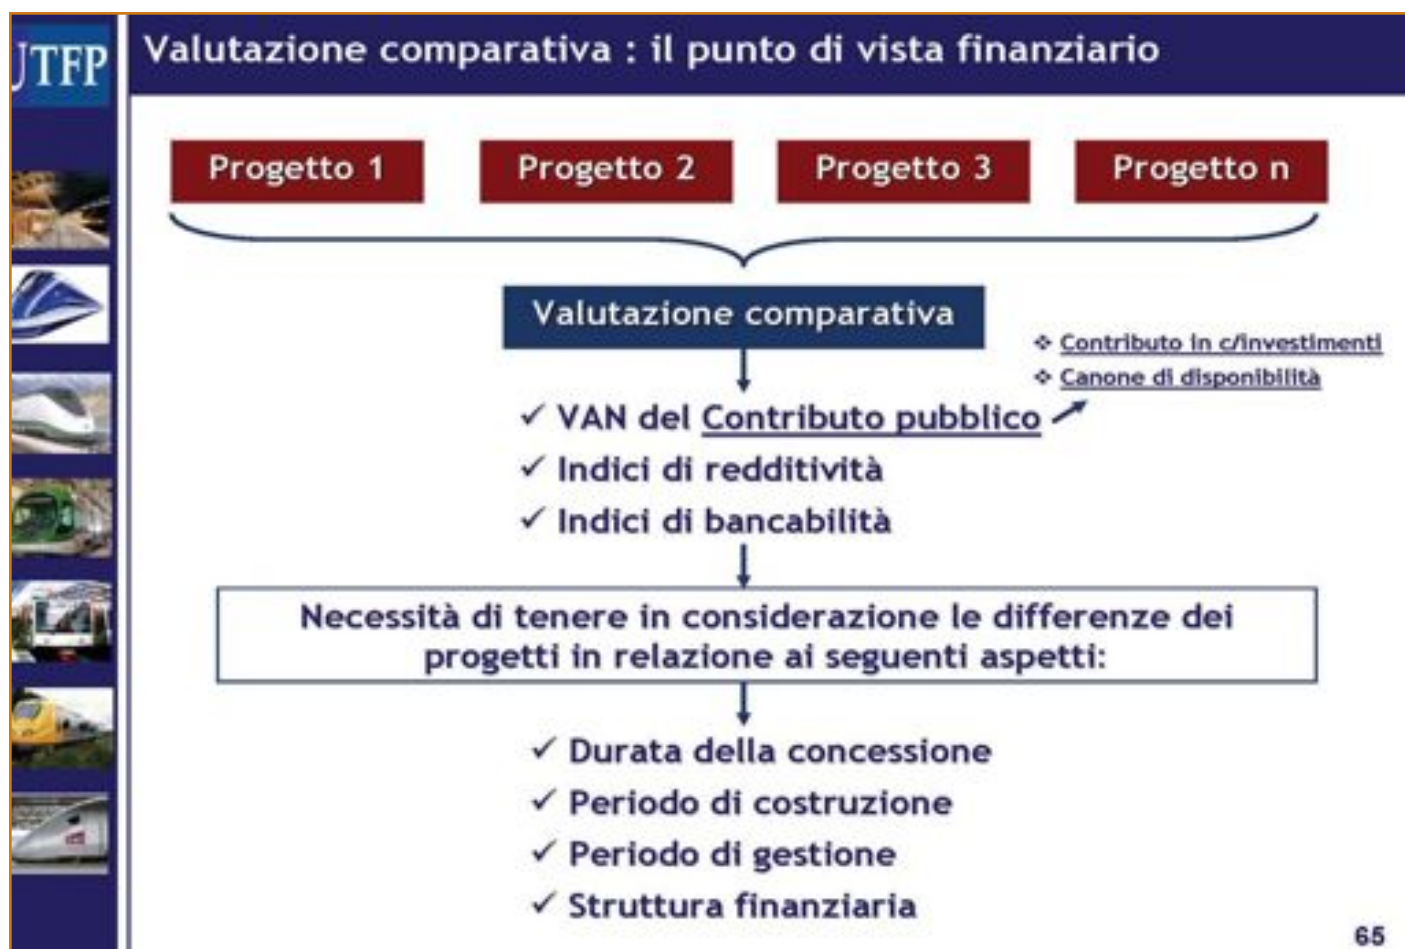 UTFP
Valutazione comparativa : il punto di vista finanziario
Progetto 1
Progetto 2
Progetto 3
Progetto n
Valutazione comparativa
❖ Contributo in c/investimenti
❖ Canone di disponibilità
✓ VAN del Contributo pubblico
✓ Indici di redditività
✓ Indici di bancabilità
Necessità di tenere in considerazione le differenze dei
progetti in relazione ai seguenti aspetti:
✓ Durata della concessione
✓ Periodo di costruzione
✓ Periodo di gestione
✓ Struttura finanziaria
65